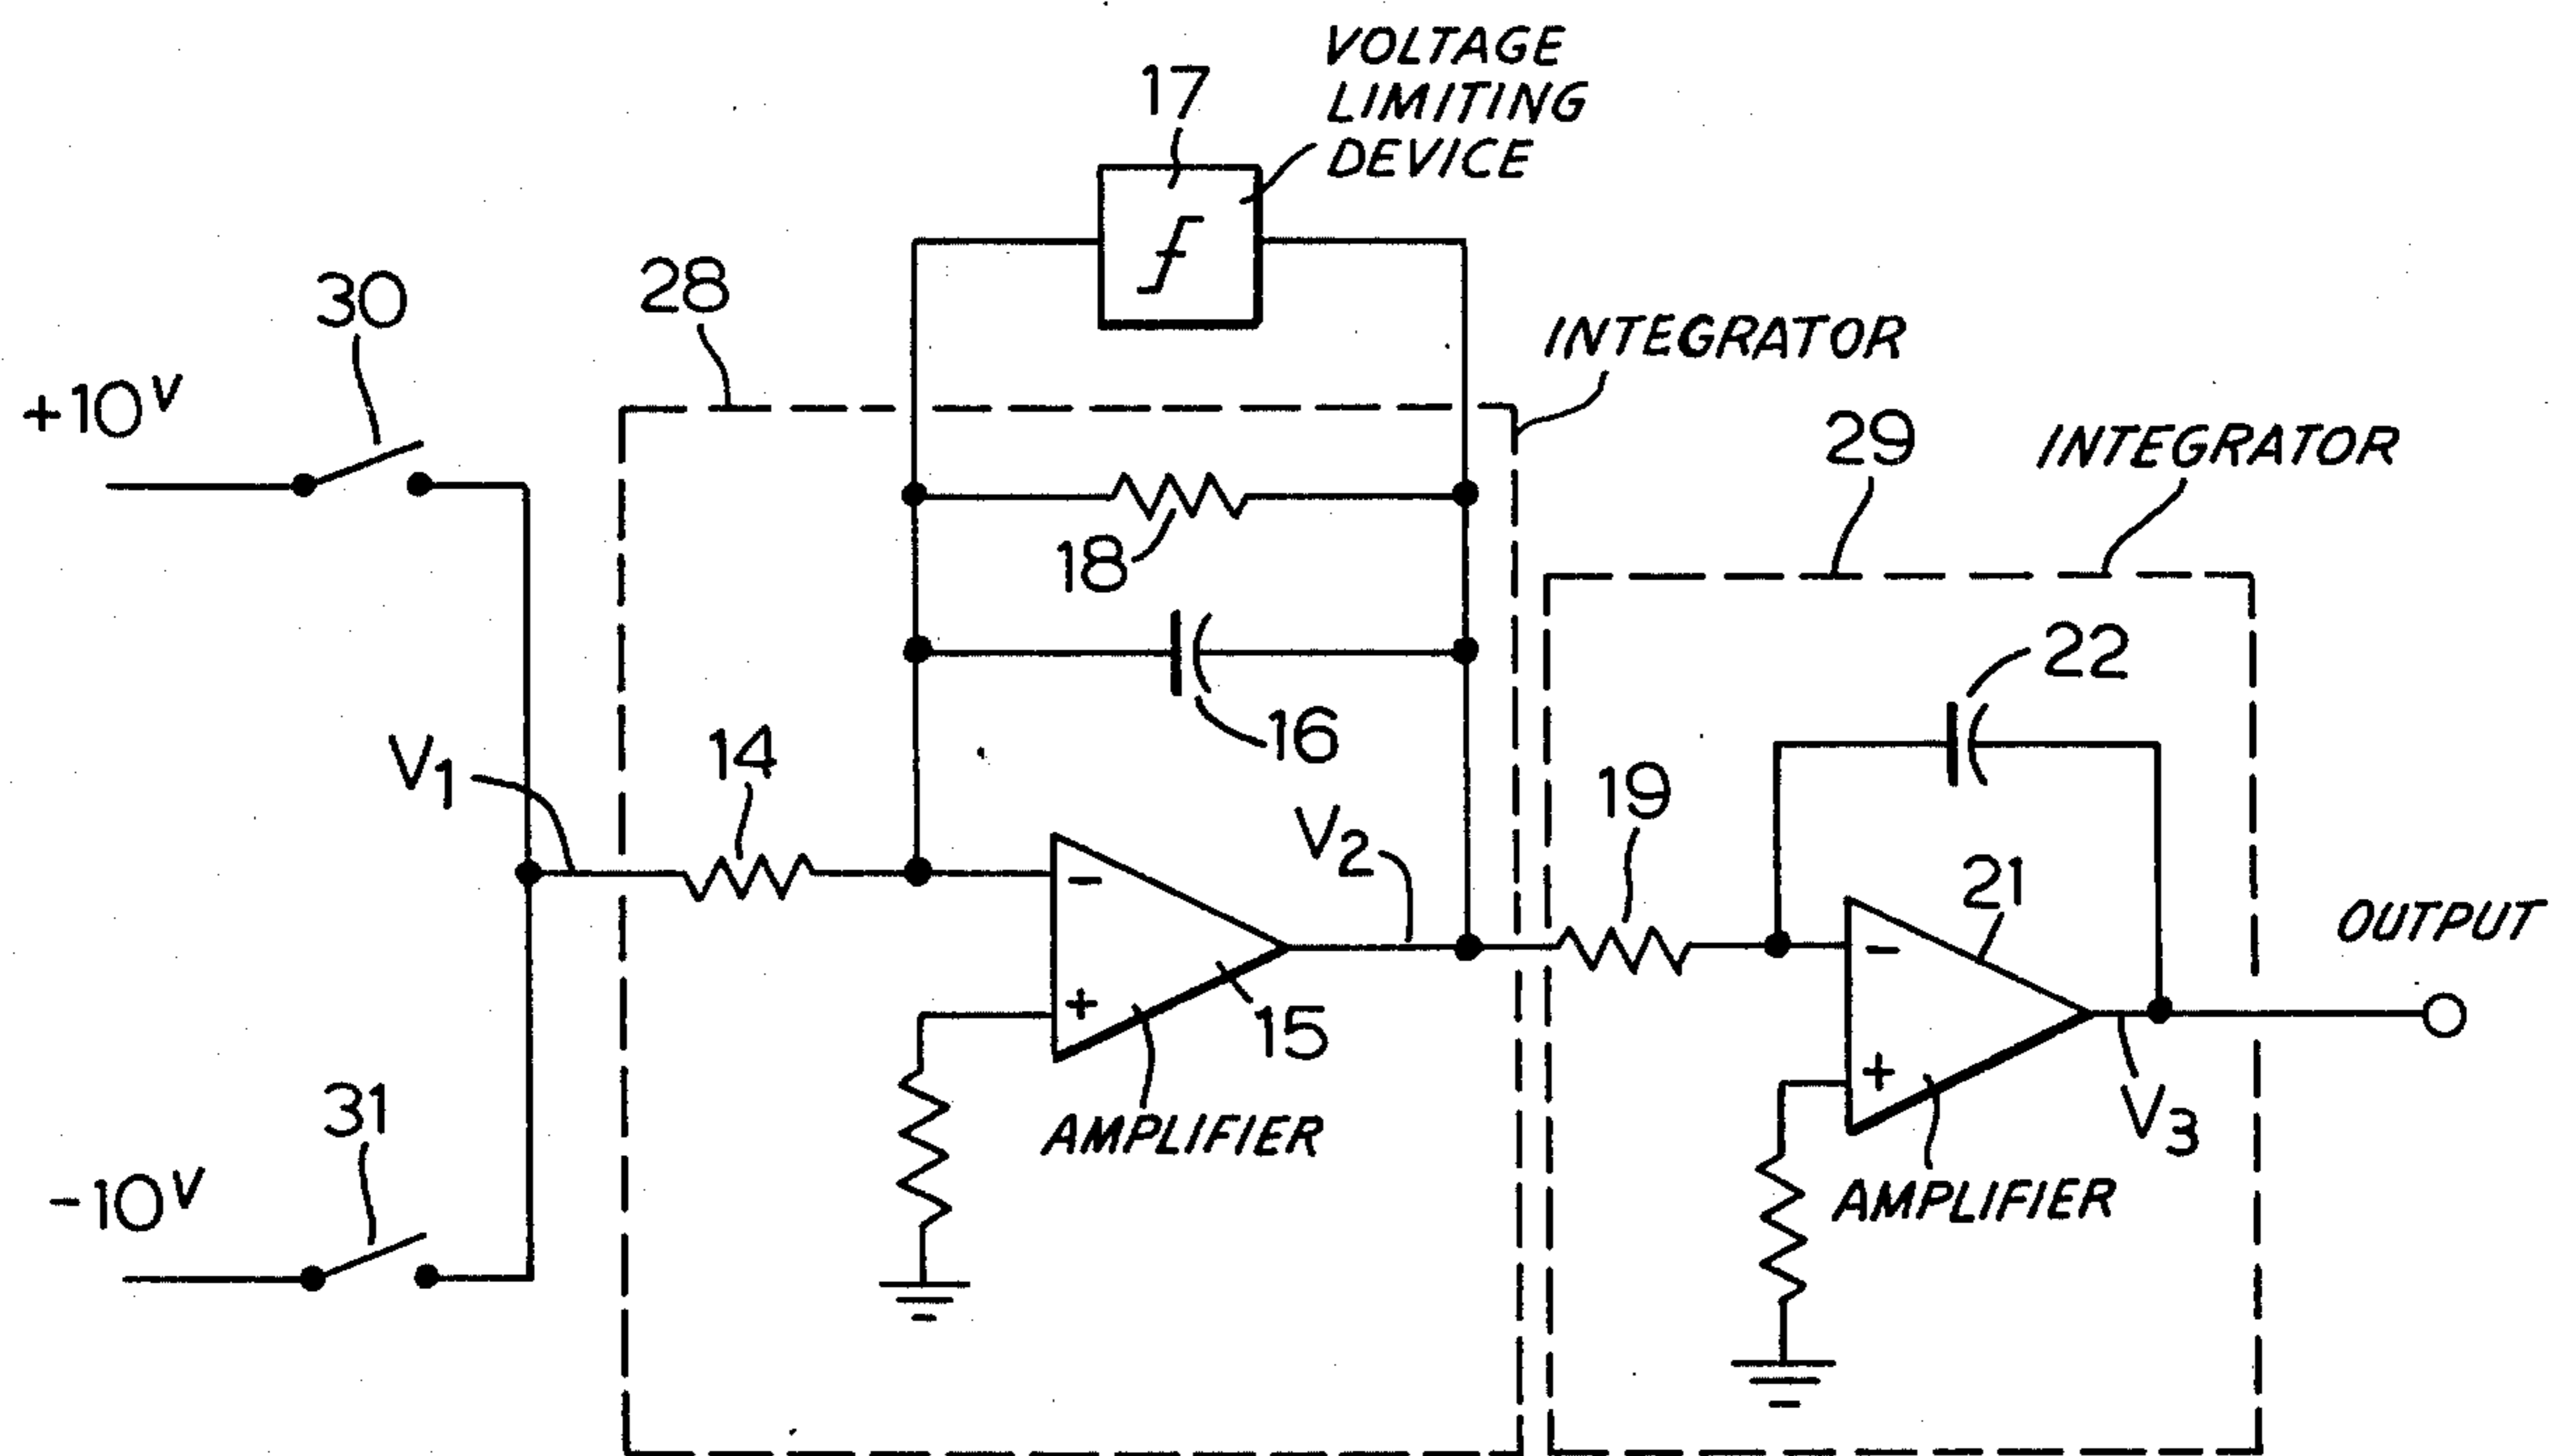 VOLTAGE
LIMITING
DEVICE
17
28
30
INTEGRATOR
+10V
29
INTEGRATOR
18
22
16
V1
14
19
V2
21
OUTPUT
-
-
+
15
+
31
AMPLIFIER
V3
-10V
AMPLIFIER